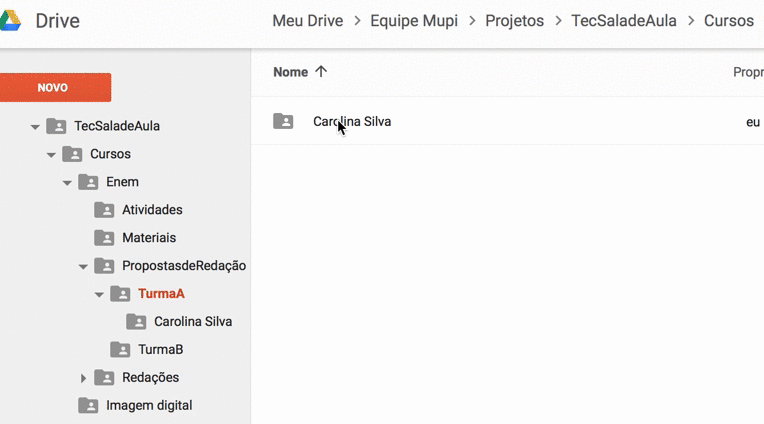 Drive
Meu Drive > Equipe Mupi > Projetos > TecSaladeAula > Cursos
NOVO
Nome ↑
Propr
Carolina Silva
eu
TecSaladeAula
Cursos
Enem
Atividades
Materiais
PropostasdeRedação
TurmaA
Carolina Silva
TurmaB
Redações
Imagem digital